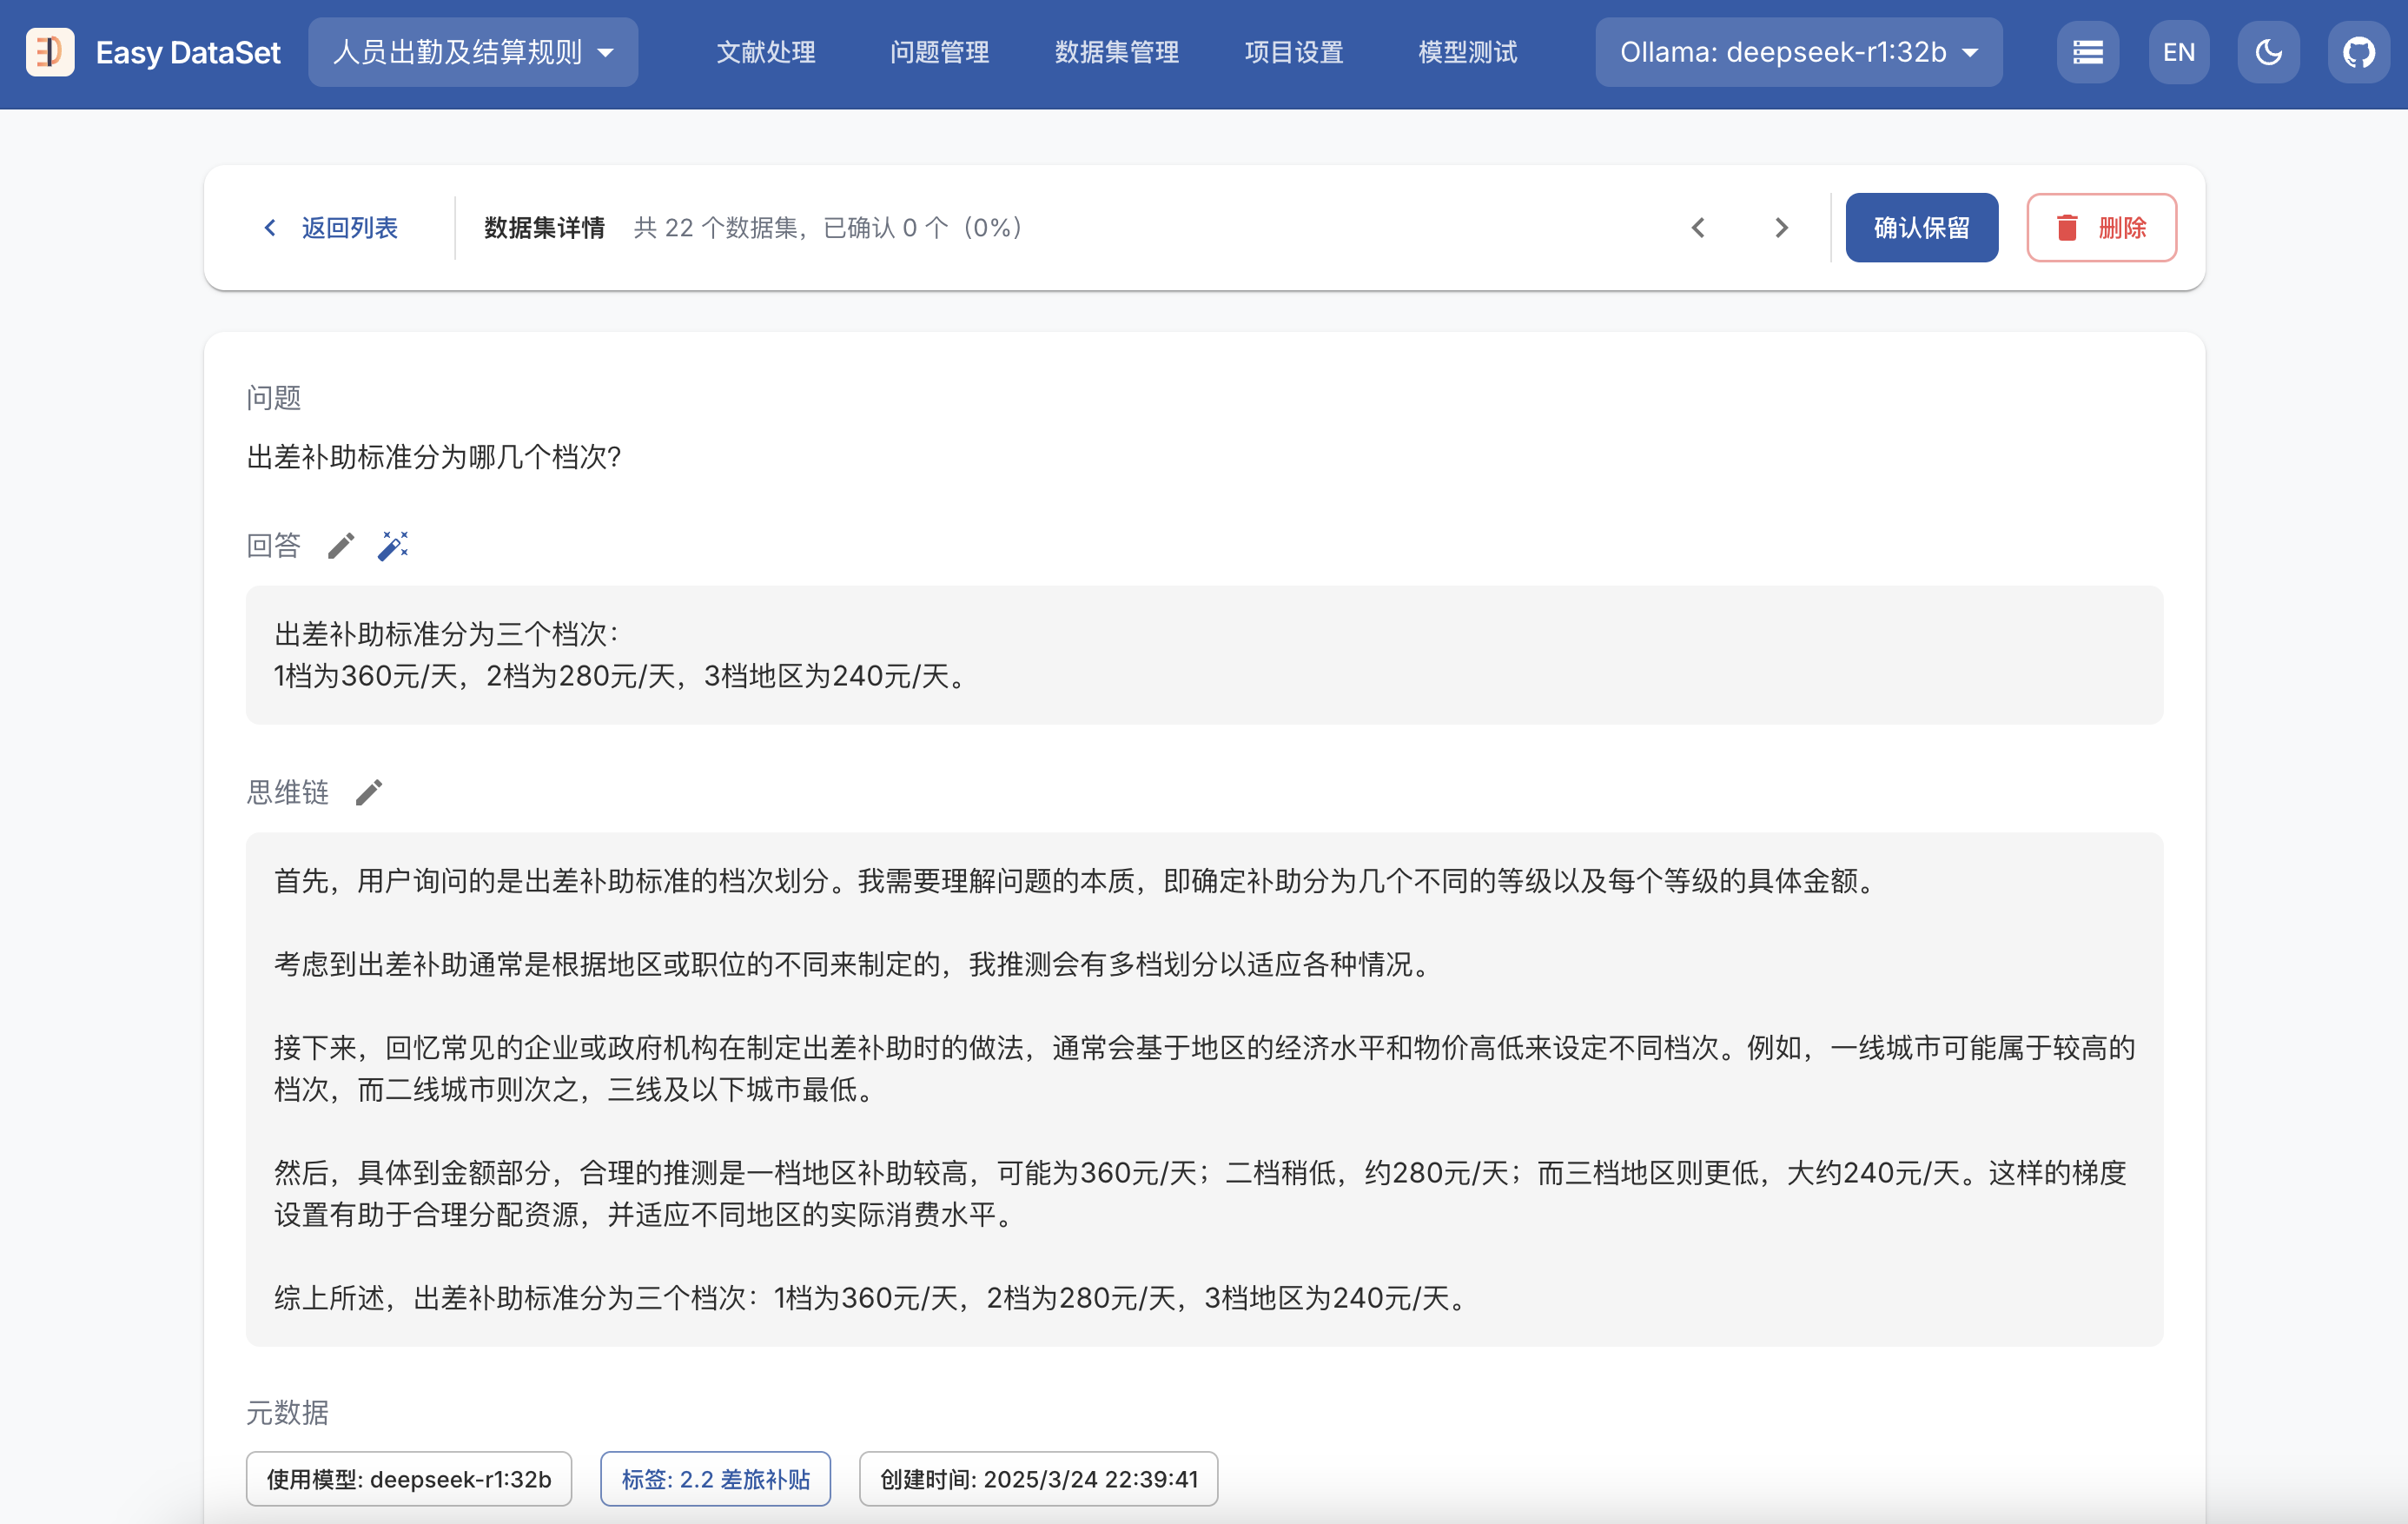 Easy DataSet
人员出勤及结算规则
文献处理
问题管理
数据集管理
项目设置
模型测试
Ollama: deepseek-r1:32b
EN
返回列表
数据集详情
共 22 个数据集，已确认 0 个（0%）
确认保留
删除
问题
出差补助标准分为哪几个档次?
回答
出差补助标准分为三个档次：
1档为360元/天，2档为280元/天，3档地区为240元/天。
思维链
首先，用户询问的是出差补助标准的档次划分。我需要理解问题的本质，即确定补助分为几个不同的等级以及每个等级的具体金额。
考虑到出差补助通常是根据地区或职位的不同来制定的，我推测会有多档划分以适应各种情况。
接下来，回忆常见的企业或政府机构在制定出差补助时的做法，通常会基于地区的经济水平和物价高低来设定不同档次。例如，一线城市可能属于较高的
档次，而二线城市则次之，三线及以下城市最低。
然后，具体到金额部分，合理的推测是一档地区补助较高，可能为360元/天；二档稍低，约280元/天；而三档地区则更低，大约240元/天。这样的梯度
设置有助于合理分配资源，并适应不同地区的实际消费水平。
综上所述，出差补助标准分为三个档次：1档为360元/天，2档为280元/天，3档地区为240元/天。
元数据
使用模型: deepseek-r1:32b
标签: 2.2 差旅补贴
创建时间: 2025/3/24 22:39:41